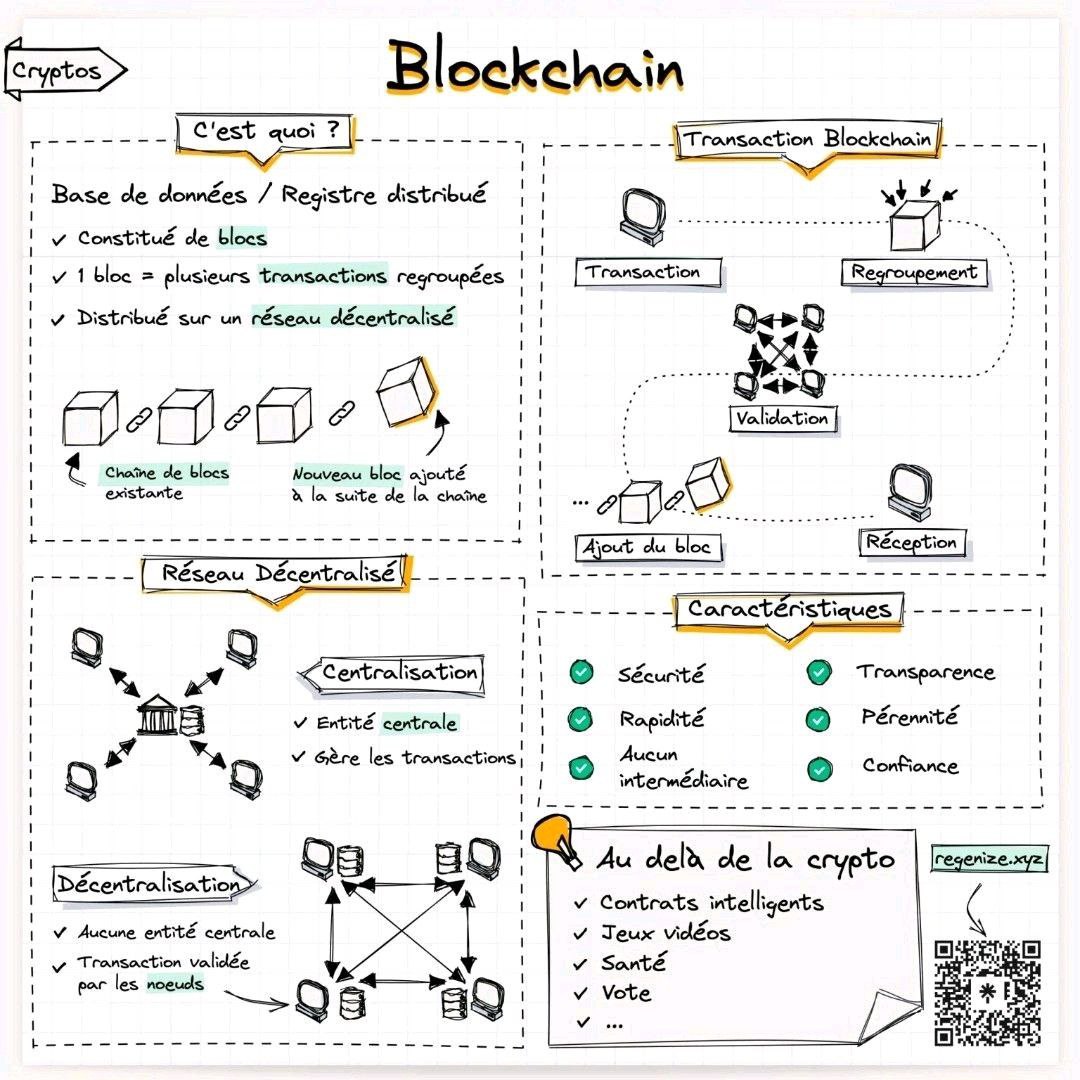 Cryptos
Blockchain
C'est quoi ?
Base de données / Registre distribué
✓ Constitué de blocs
✓ 1 bloc = plusieurs transactions regroupées
✓ Distribué sur un réseau décentralisé
Chaîne de blocs
existante
Nouveau bloc ajouté
à la suite de la chaîne
Transaction Blockchain
Transaction
Regroupement
Validation
...
Ajout du bloc
Réception
Réseau Décentralisé
Centralisation
✓ Entité centrale
✓ Gère les transactions
Décentralisation
✓ Aucune entité centrale
✓ Transaction validée
par les noeuds
Caractéristiques
Sécurité
Transparence
Rapidité
Pérennité
Aucun
intermédiaire
Confiance
Au delà de la crypto
✓ Contrats intelligents
✓ Jeux vidéos
✓ Santé
✓ Vote
✓ ...
regenize.xyz